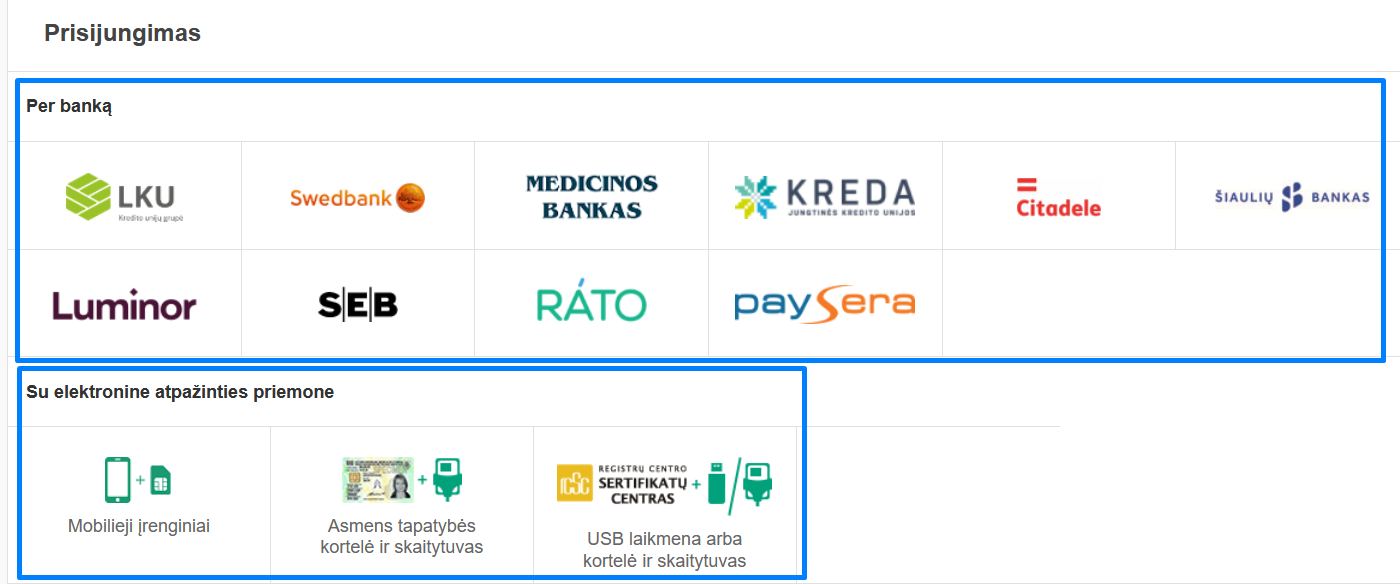 Prisijungimas
Per banką
LKU
Kredito unijų grupė
Swedbank
MEDICINOS
BANKAS
KREDA
JUNGTINĖS KREDITO UNIJOS
Citadele
ŠIAULIŲ BANKAS
Luminor
S|E|B
RÁTO
paysera
Su elektronine atpažinties priemone
+
Mobilieji įrenginiai
+
Asmens tapatybės
kortelė ir skaitytuvas
RCSC
REGISTRŲ CENTRO
SERTIFIKATŲ +
CENTRAS
USB laikmena arba
kortelė ir skaitytuvas